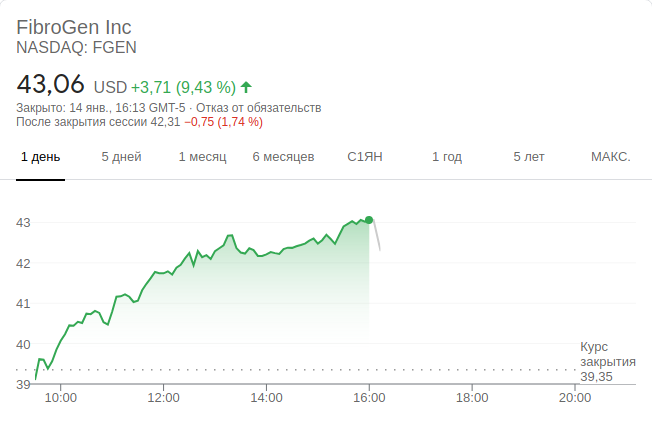 FibroGen Inc
NASDAQ: FGEN
43,06 USD +3,71 (9,43 %) ↑
Закрыто: 14 янв., 16:13 GMT-5 · Отказ от обязательств
После закрытия сессии 42,31 −0,75 (1,74 %)
1 день 5 дней 1 месяц 6 месяцев С1ЯН 1 год 5 лет МАКС.
43
42
41
40
39
Курс
закрытия
39,35
10:00 12:00 14:00 16:00 18:00 20:00